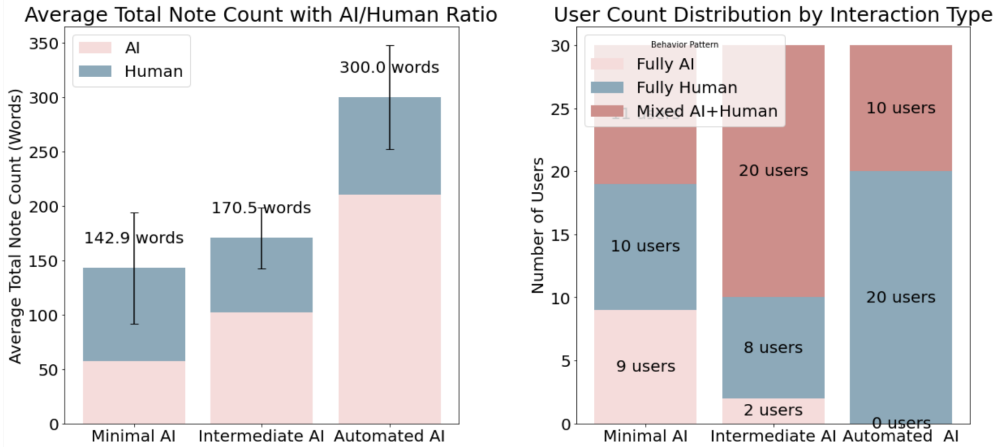 Average Total Note Count with AI/Human Ratio
Average Total Note Count (Words)
350
300
250
200
150
100
50
0
AI
Human
142.9 words
170.5 words
300.0 words
Minimal AI
Intermediate AI
Automated AI
User Count Distribution by Interaction Type
Number of Users
30
25
20
15
10
5
0
Behavior Pattern
Fully AI
Fully Human
Mixed AI+Human
11 users
10 users
9 users
20 users
8 users
2 users
10 users
20 users
0 users
Minimal AI
Intermediate AI
Automated AI